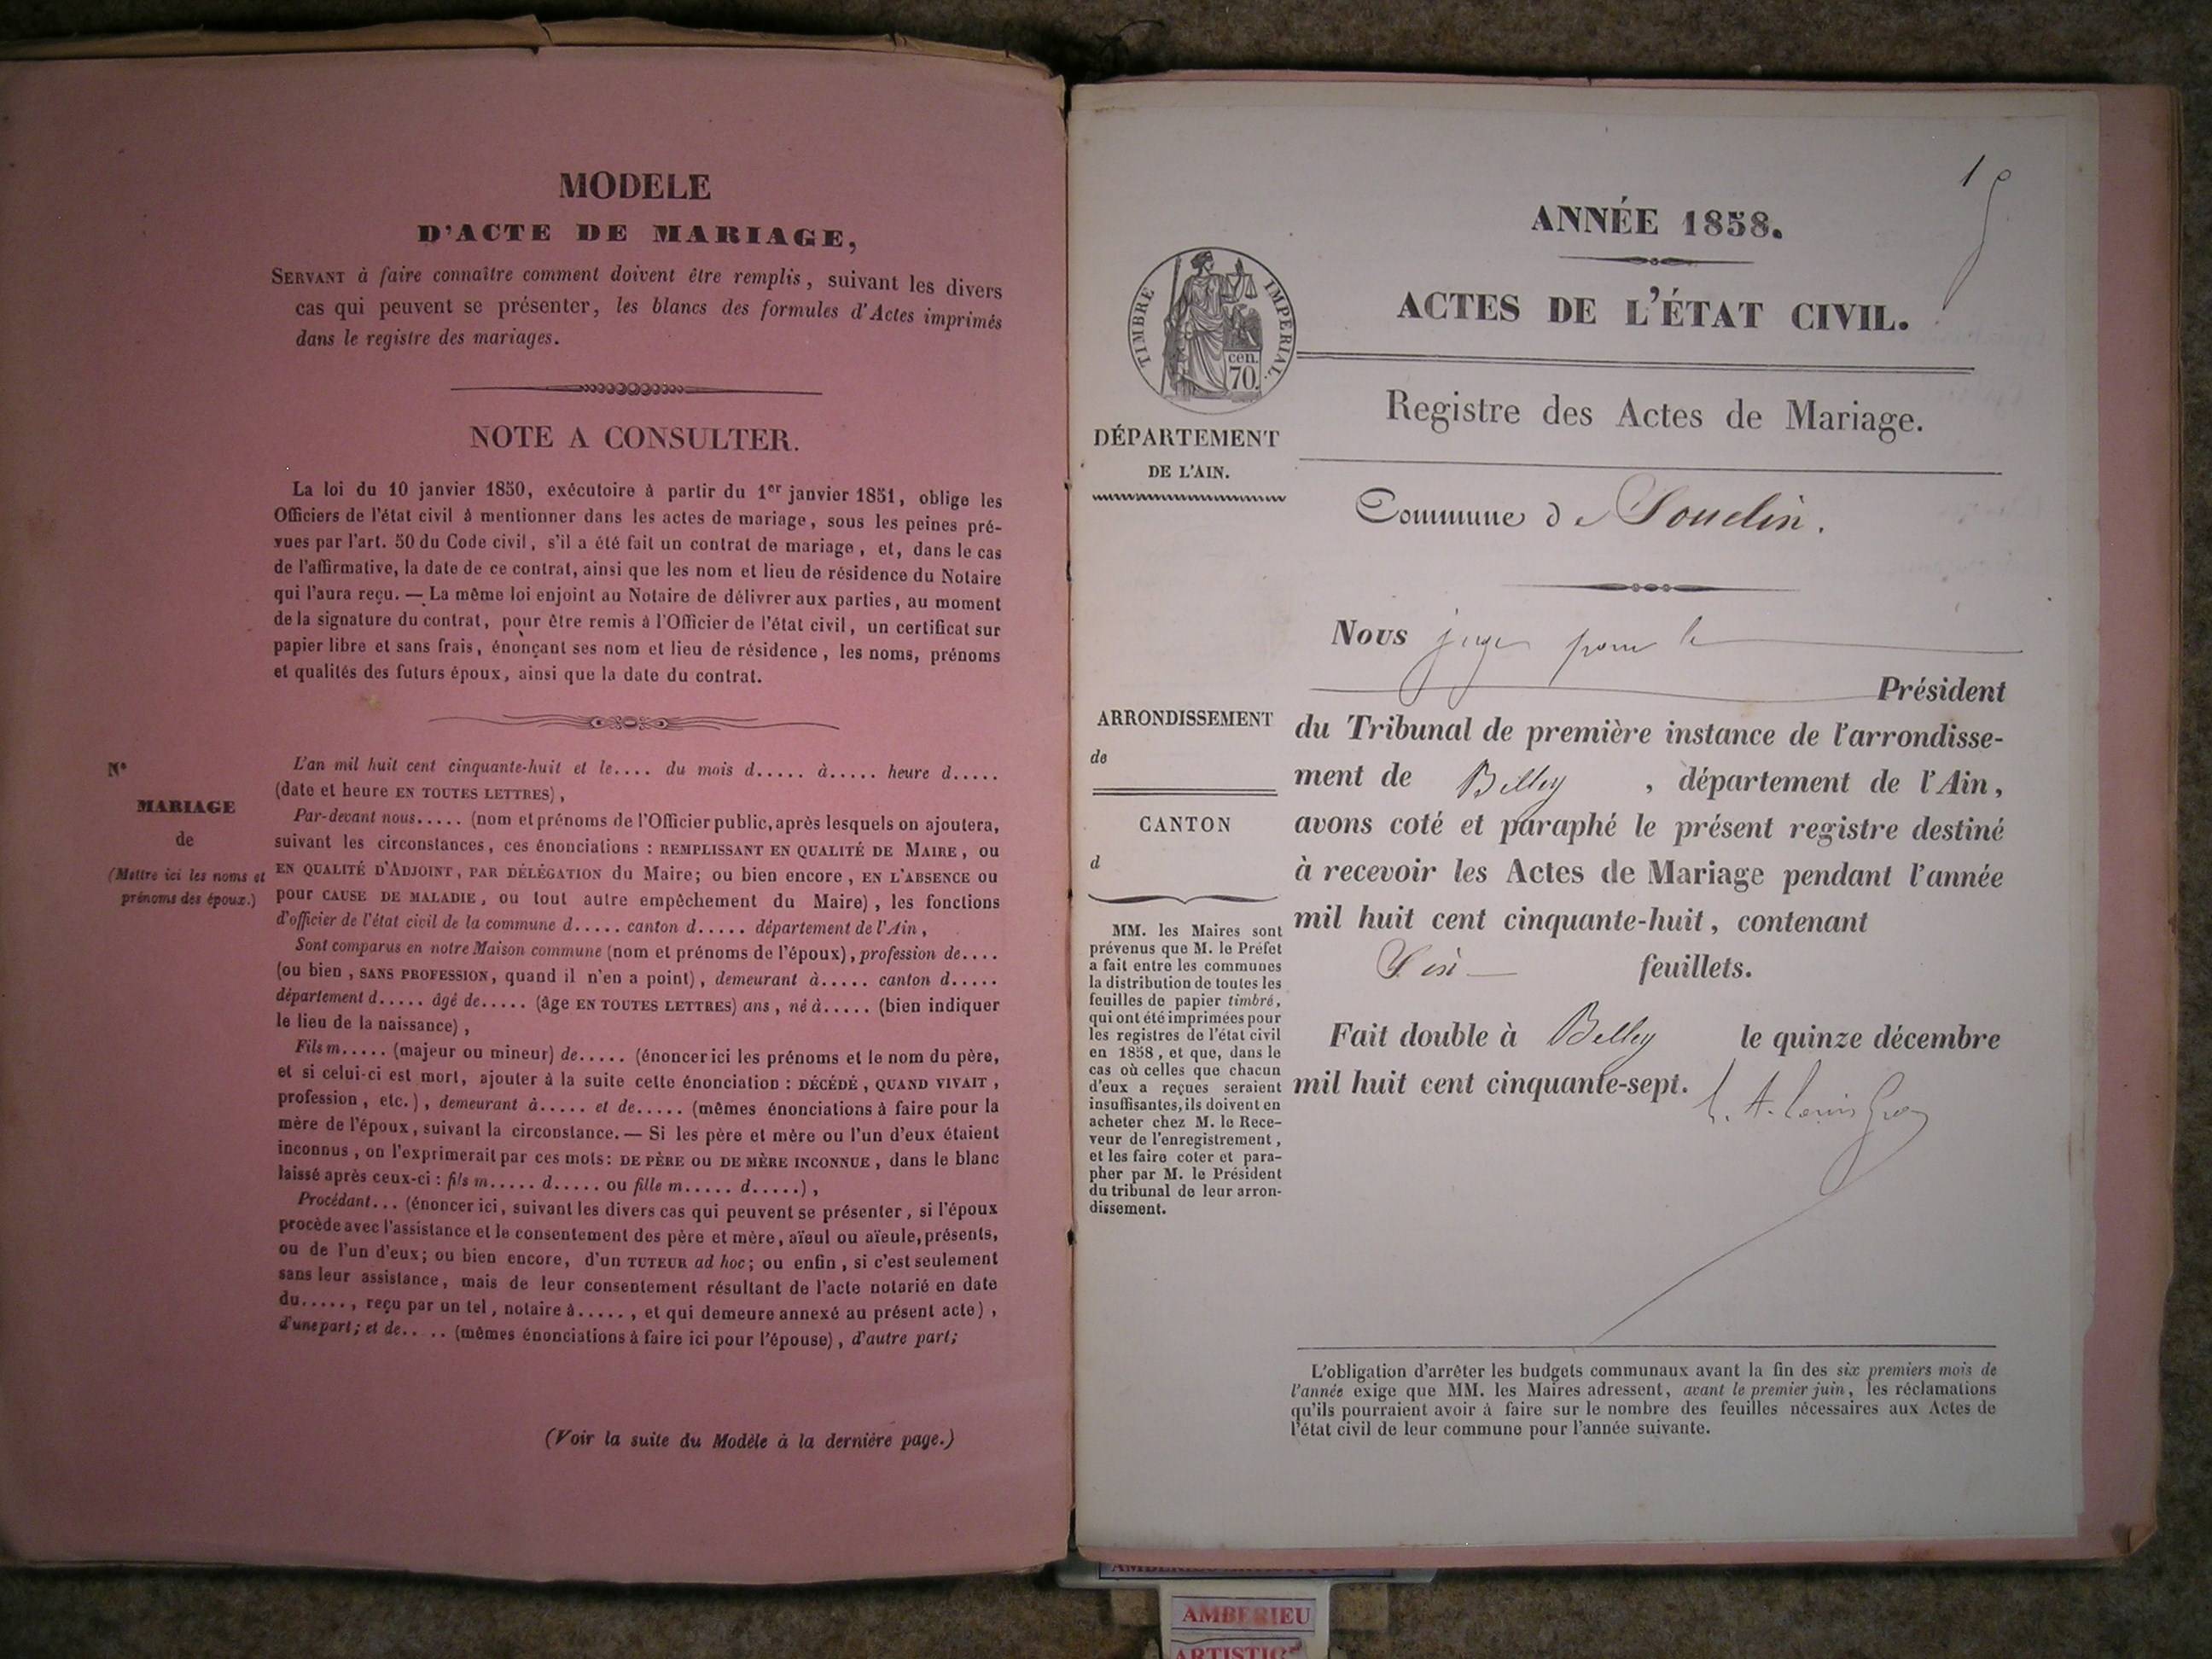 MODELE
D'ACTE DE MARIAGE,
SERVANT à faire connaître comment doivent être remplis, suivant les divers
cas qui peuvent se présenter, les blancs des formules d'Actes imprimés
dans le registre des mariages.
NOTE A CONSULTER.
La loi du 10 janvier 1850, exécutoire à partir du 1er janvier 1851, oblige les
Officiers de l'état civil à mentionner dans les actes de mariage, sous les peines pré-
vues par l'art. 50 du Code civil, s'il a été fait un contrat de mariage, et, dans le cas
de l'affirmative, la date de ce contrat, ainsi que les nom et lieu de résidence du Notaire
qui l'aura reçu. — La même loi enjoint au Notaire de délivrer aux parties, au moment
de la signature du contrat, pour être remis à l'Officier de l'état civil, un certificat sur
papier libre et sans frais, énonçant ses nom et lieu de résidence, les noms, prénoms
et qualités des futurs époux, ainsi que la date du contrat.
N°
MARIAGE
de
(Mettre ici les noms et
prénoms des époux.)
L'an mil huit cent cinquante-huit et le.... du mois d..... à..... heure d.....
(date et heure EN TOUTES LETTRES),
Par-devant nous..... (nom et prénoms de l'Officier public, après lesquels on ajoutera,
suivant les circonstances, ces énonciations : REMPLISSANT EN QUALITÉ DE MAIRE, ou
EN QUALITÉ D'ADJOINT, PAR DÉLÉGATION du Maire; ou bien encore, EN L'ABSENCE ou
pour CAUSE DE MALADIE, ou tout autre empêchement du Maire), les fonctions
d'officier de l'état civil de la commune d..... canton d..... département de l'Ain,
Sont comparus en notre Maison commune (nom et prénoms de l'époux), profession de....
(ou bien, SANS PROFESSION, quand il n'en a point), demeurant à..... canton d.....
département d..... âgé de..... (âge EN TOUTES LETTRES) ans, né à..... (bien indiquer
le lieu de la naissance),
Fils m..... (majeur ou mineur) de..... (énoncer ici les prénoms et le nom du père,
et si celui-ci est mort, ajouter à la suite cette énonciation : DÉCÉDÉ, QUAND VIVAIT,
profession, etc.), demeurant à..... et de..... (mêmes énonciations à faire pour la
mère de l'époux, suivant la circonstance. — Si les père et mère ou l'un d'eux étaient
inconnus, on l'exprimerait par ces mots: DE PÈRE OU DE MÈRE INCONNUE, dans le blanc
laissé après ceux-ci : fils m..... d..... ou fille m..... d.....),
Procédant... (énoncer ici, suivant les divers cas qui peuvent se présenter, si l'époux
procède avec l'assistance et le consentement des père et mère, aïeul ou aïeule, présents,
ou de l'un d'eux; ou bien encore, d'un TUTEUR ad hoc; ou enfin, si c'est seulement
sans leur assistance, mais de leur consentement résultant de l'acte notarié en date
du....., reçu par un tel, notaire à....., et qui demeure annexé au présent acte),
d'une part; et de..... (mêmes énonciations à faire ici pour l'épouse), d'autre part;
(Voir la suite du Modèle à la dernière page.)
1
ANNÉE 1858.
ACTES DE L'ÉTAT CIVIL.
TIMBRE IMPERIAL.
cen.
70.
Registre des Actes de Mariage.
DÉPARTEMENT
DE L'AIN.
Commune de Souclin.
Nous juge pour le
Président
ARRONDISSEMENT
de
CANTON
d
du Tribunal de première instance de l'arrondisse-
ment de Belley, département de l'Ain,
avons coté et paraphé le présent registre destiné
à recevoir les Actes de Mariage pendant l'année
mil huit cent cinquante-huit, contenant
Six feuillets.
Fait double à Belley le quinze décembre
mil huit cent cinquante-sept.
MM. les Maires sont
prévenus que M. le Préfet
a fait entre les communes
la distribution de toutes les
feuilles de papier timbré,
qui ont été imprimées pour
les registres de l'état civil
en 1858, et que, dans le
cas où celles que chacun
d'eux a reçues seraient
insuffisantes, ils doivent en
acheter chez M. le Rece-
veur de l'enregistrement,
et les faire coter et para-
pher par M. le Président
du tribunal de leur arron-
dissement.
L'obligation d'arrêter les budgets communaux avant la fin des six premiers mois de
l'année exige que MM. les Maires adressent, avant le premier juin, les réclamations
qu'ils pourraient avoir à faire sur le nombre des feuilles nécessaires aux Actes de
l'état civil de leur commune pour l'année suivante.
AMBERIEU